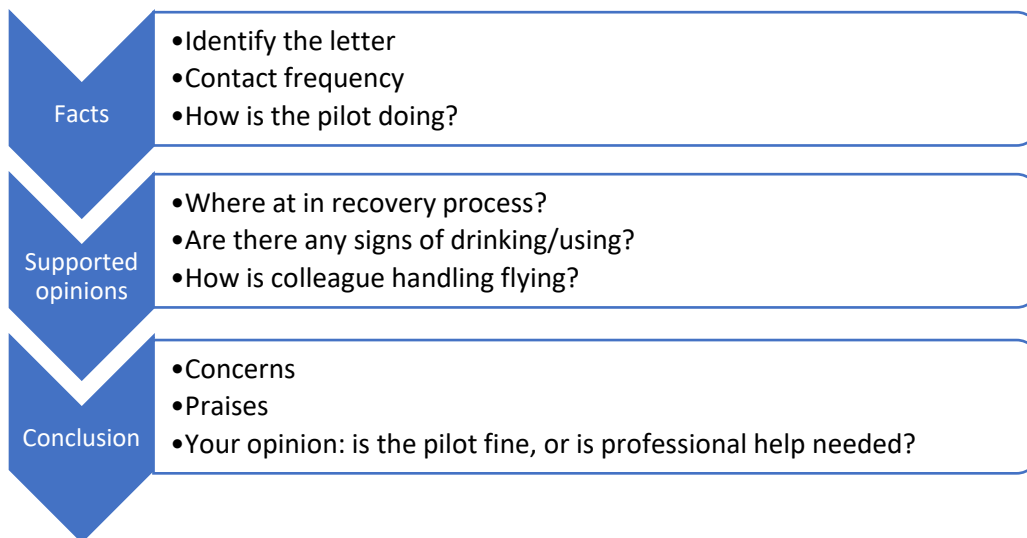 Facts
•Identify the letter
•Contact frequency
•How is the pilot doing?
Supported
opinions
•Where at in recovery process?
•Are there any signs of drinking/using?
•How is colleague handling flying?
Conclusion
•Concerns
•Praises
•Your opinion: is the pilot fine, or is professional help needed?